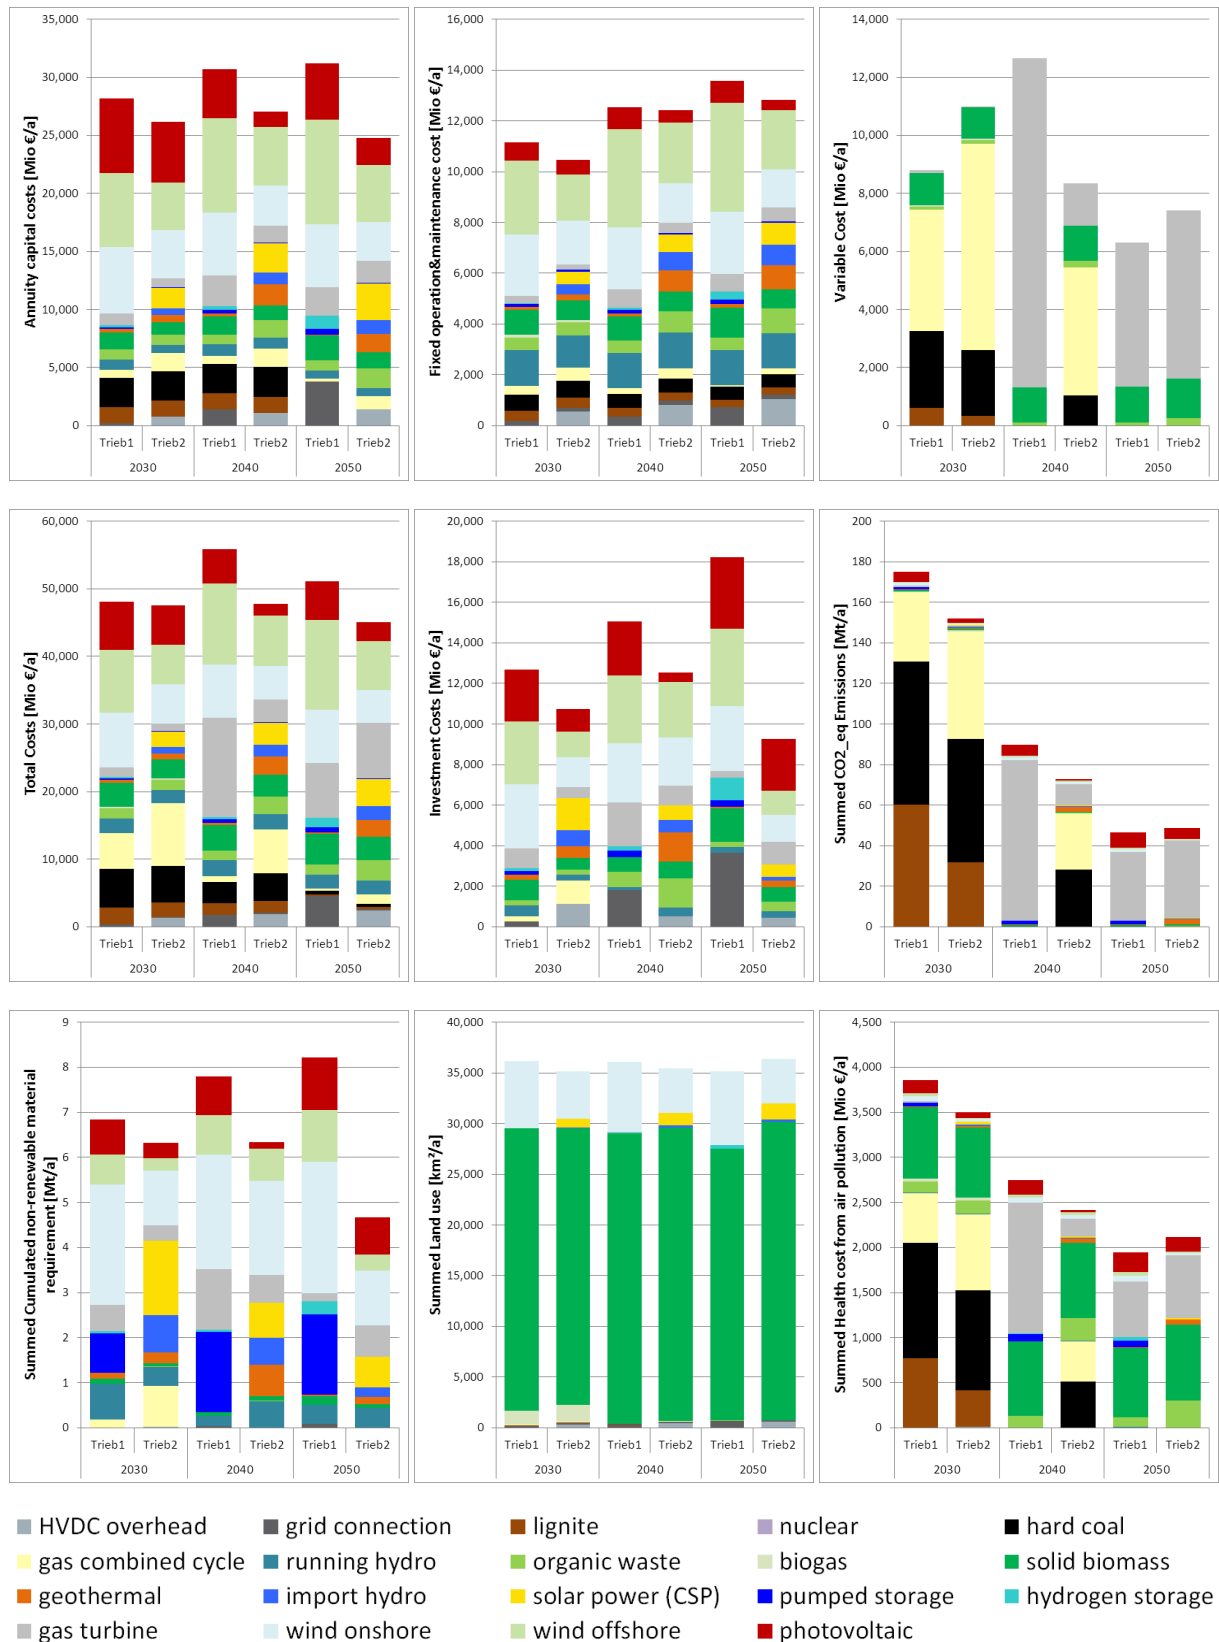 Annuity capital costs [Mio €/a]
35,000
30,000
25,000
20,000
15,000
10,000
5,000
0
Trieb1 Trieb2 Trieb1 Trieb2 Trieb1 Trieb2
2030 2040 2050
Fixed operation&maintenance cost [Mio €/a]
16,000
14,000
12,000
10,000
8,000
6,000
4,000
2,000
0
Trieb1 Trieb2 Trieb1 Trieb2 Trieb1 Trieb2
2030 2040 2050
Variable Cost [Mio €/a]
14,000
12,000
10,000
8,000
6,000
4,000
2,000
0
Trieb1 Trieb2 Trieb1 Trieb2 Trieb1 Trieb2
2030 2040 2050
Total Costs [Mio €/a]
60,000
50,000
40,000
30,000
20,000
10,000
0
Trieb1 Trieb2 Trieb1 Trieb2 Trieb1 Trieb2
2030 2040 2050
Investment Costs [Mio €/a]
20,000
18,000
16,000
14,000
12,000
10,000
8,000
6,000
4,000
2,000
0
Trieb1 Trieb2 Trieb1 Trieb2 Trieb1 Trieb2
2030 2040 2050
Summed CO2_eq Emissions [Mt/a]
200
180
160
140
120
100
80
60
40
20
0
Trieb1 Trieb2 Trieb1 Trieb2 Trieb1 Trieb2
2030 2040 2050
Summed Cumulated non-renewable material
requirement [Mt/a]
9
8
7
6
5
4
3
2
1
0
Trieb1 Trieb2 Trieb1 Trieb2 Trieb1 Trieb2
2030 2040 2050
Summed Land use [km²/a]
40,000
35,000
30,000
25,000
20,000
15,000
10,000
5,000
0
Trieb1 Trieb2 Trieb1 Trieb2 Trieb1 Trieb2
2030 2040 2050
Summed Health cost from air pollution [Mio €/a]
4,500
4,000
3,500
3,000
2,500
2,000
1,500
1,000
500
0
Trieb1 Trieb2 Trieb1 Trieb2 Trieb1 Trieb2
2030 2040 2050
HVDC overhead grid connection lignite nuclear hard coal
gas combined cycle running hydro organic waste biogas solid biomass
geothermal import hydro solar power (CSP) pumped storage hydrogen storage
gas turbine wind onshore wind offshore photovoltaic